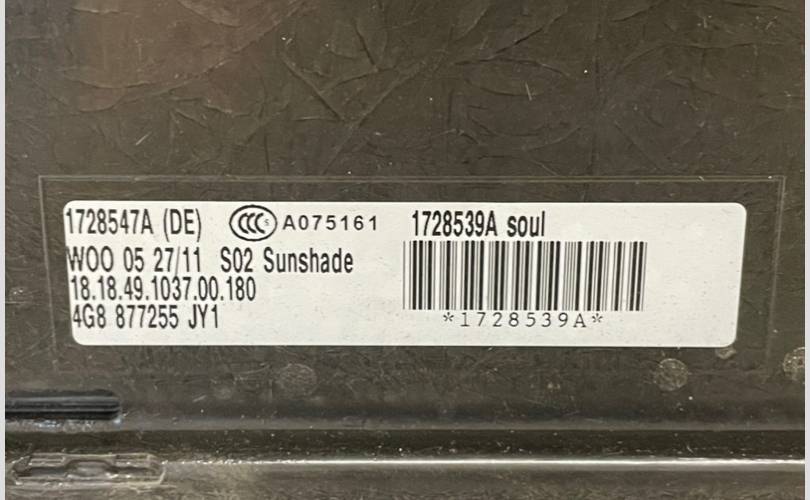 1728547A (DE) CCC S A075161 1728539A soul
WOO 05 27/11 S02 Sunshade
18.18.49.1037.00.180
4G8 877255 JY1
*1728539A*